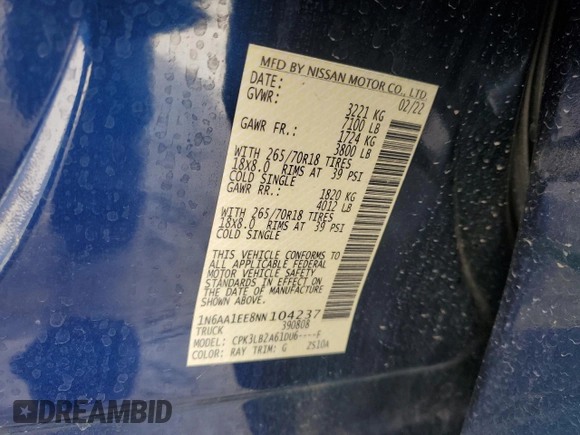 MFD BY NISSAN MOTOR CO., LTD
DATE: 02/22
GVWR: 3221 KG
7100 LB
GAWR FR.: 1724 KG
3800 LB
WITH 265/70R18 TIRES
18X8.0 RIMS AT 39 PSI
COLD SINGLE
GAWR RR.: 1820 KG
4012 LB
WITH 265/70R18 TIRES
18X8.0 RIMS AT 39 PSI
COLD SINGLE
THIS VEHICLE CONFORMS TO
ALL APPLICABLE FEDERAL
MOTOR VEHICLE SAFETY
STANDARDS IN EFFECT ON
THE DATE OF MANUFACTURE
SHOWN ABOVE.
1N6AA1EE8NN104237
TRUCK 390808
MODEL: CPK3LBZA61DU6----F
COLOR: RAY TRIM: G 2510A
DREAMBID